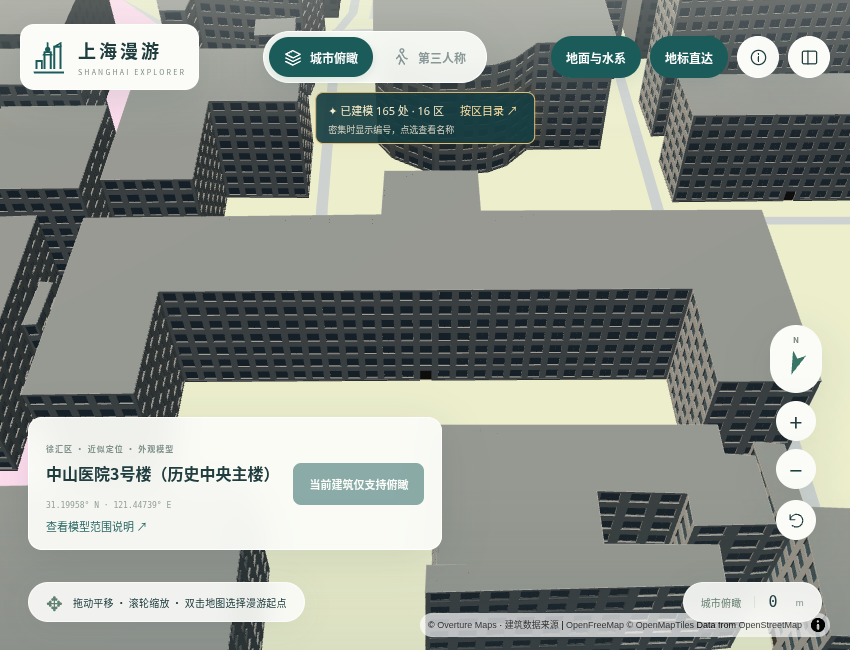 上海漫游
SHANGHAI EXPLORER
城市俯瞰
第三人称
地面与水系
地标直达
✦ 已建模 165 处 · 16 区 按区目录 ↗
密集时显示编号，点选查看名称
N
徐汇区 · 近似定位 · 外观模型
中山医院3号楼（历史中央主楼）
31.19958° N · 121.44739° E
查看模型范围说明 ↗
当前建筑仅支持俯瞰
拖动平移 · 滚轮缩放 · 双击地图选择漫游起点
城市俯瞰 0 m
© Overture Maps · 建筑数据来源 | OpenFreeMap © OpenMapTiles Data from OpenStreetMap